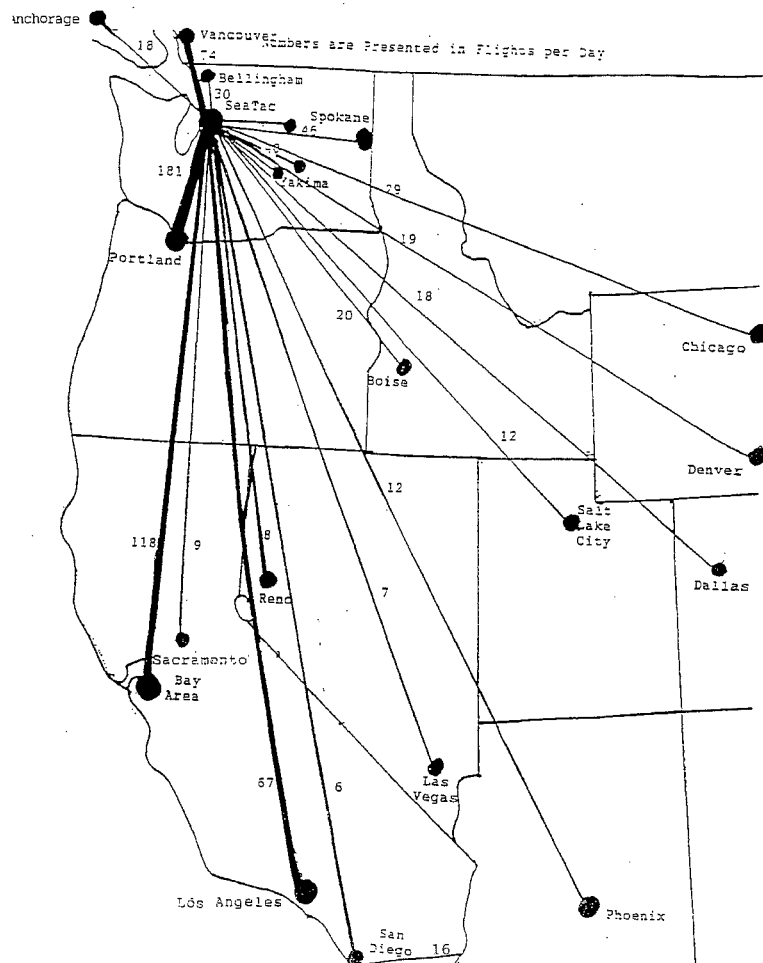 Anchorage
18
Vancouver
Numbers are Presented in Flights per Day
74
Bellingham
30
SeaTac
Spokane
46
181
Yakima
29
19
Portland
18
20
Chicago
Boise
12
Denver
12
Salt
Lake
City
118
9
8
Dallas
7
Reno
Sacramento
Bay
Area
67
6
Las
Vegas
Los Angeles
Phoenix
San
Diego
16